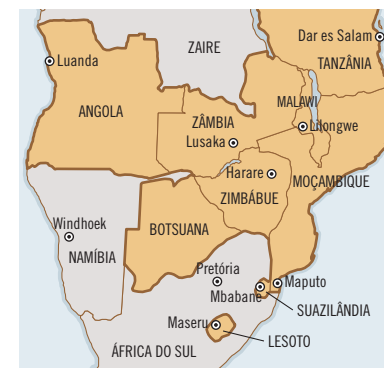 ZAIRE
Dar es Salam
Luanda
TANZÂNIA
MALAWI
ANGOLA
ZÂMBIA
Lilongwe
Lusaka
Harare
MOÇAMBIQUE
ZIMBÁBUE
Windhoek
BOTSUANA
NAMÍBIA
Pretória
Mbabane
Maputo
SUAZILÂNDIA
Maseru
LESOTO
ÁFRICA DO SUL